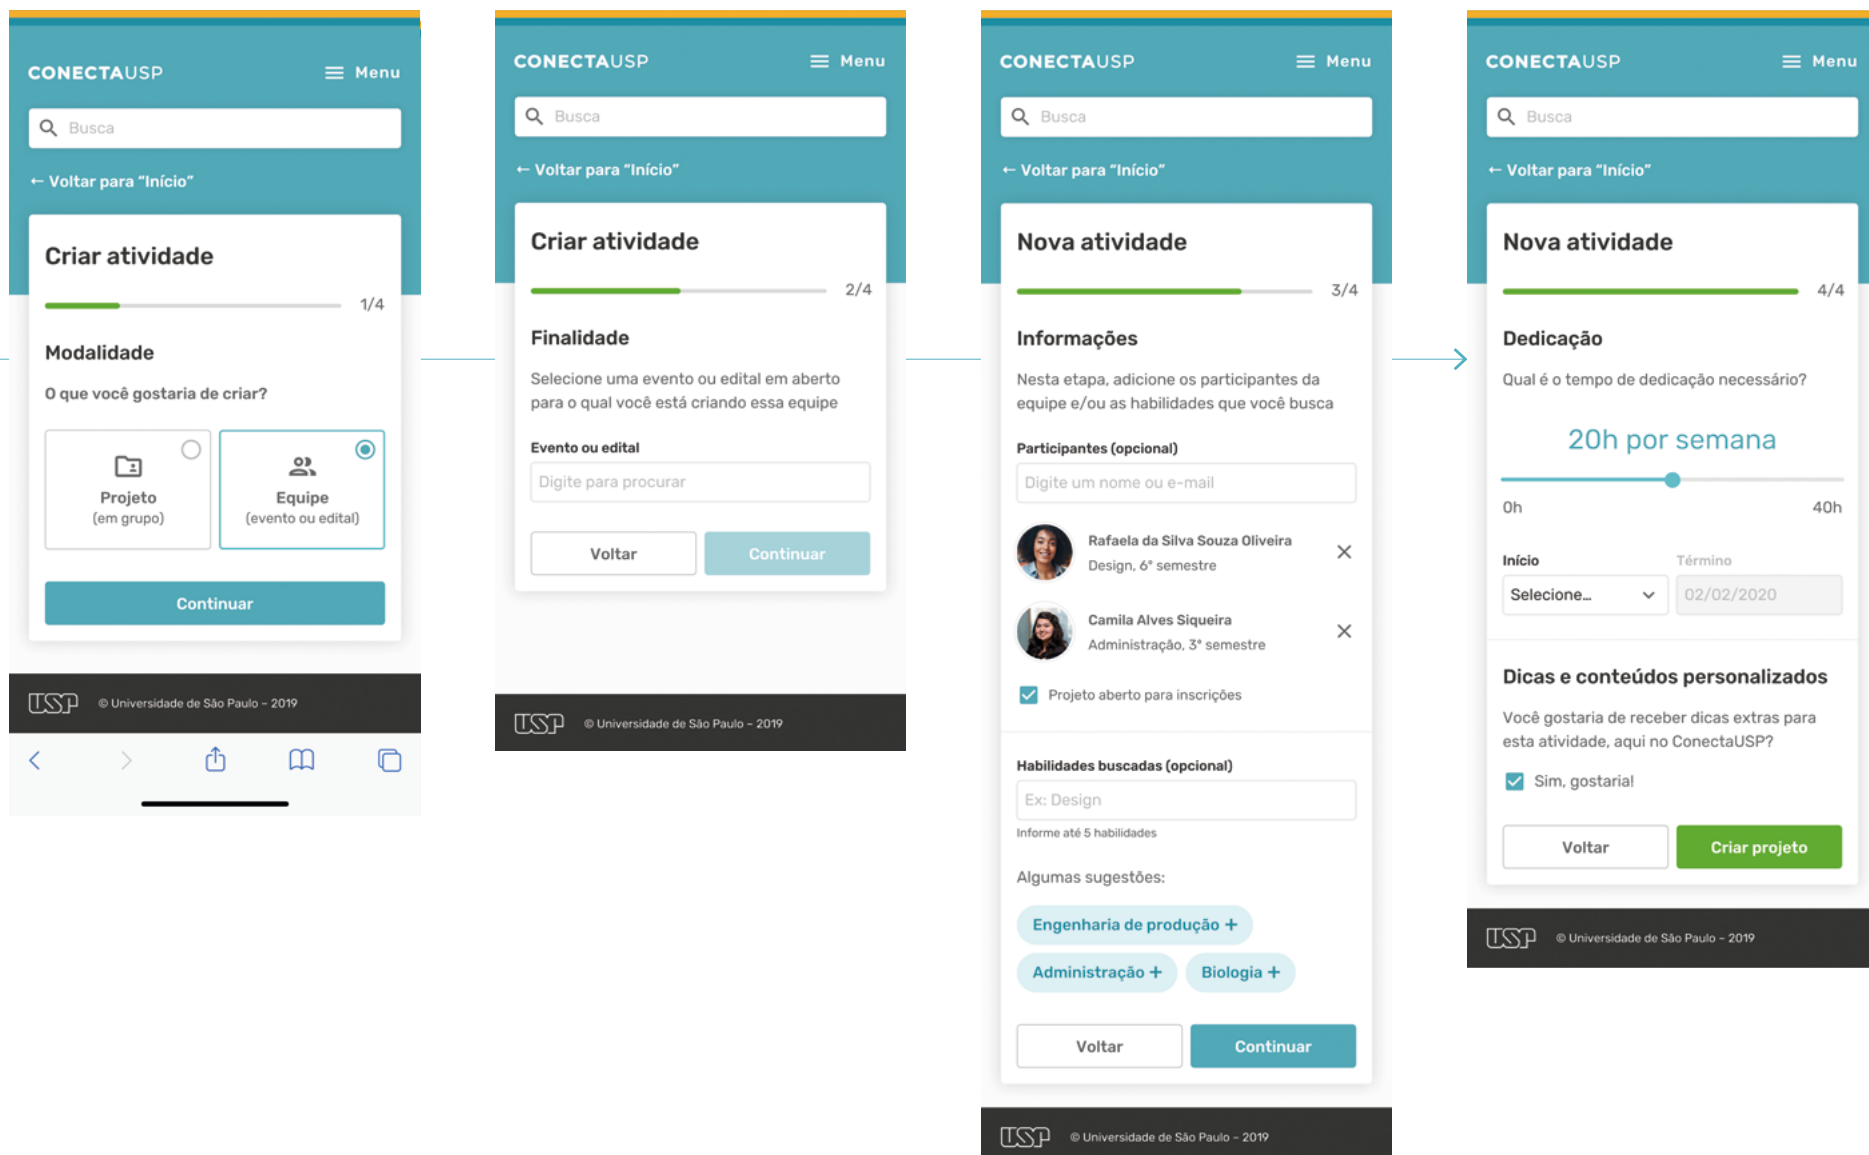 CONECTAUSP
Menu
Busca
← Voltar para “Início”
Criar atividade
1/4
Modalidade
O que você gostaria de criar?
Projeto
(em grupo)
Equipe
(evento ou edital)
Continuar
USP
© Universidade de São Paulo – 2019
CONECTAUSP
Menu
Busca
← Voltar para “Início”
Criar atividade
2/4
Finalidade
Selecione uma evento ou edital em aberto
para o qual você está criando essa equipe
Evento ou edital
Digite para procurar
Voltar
Continuar
USP
© Universidade de São Paulo – 2019
CONECTAUSP
Menu
Busca
← Voltar para “Início”
Nova atividade
3/4
Informações
Nesta etapa, adicione os participantes da
equipe e/ou as habilidades que você busca
Participantes (opcional)
Digite um nome ou e-mail
Rafaela da Silva Souza Oliveira
Design, 6º semestre
Camila Alves Siqueira
Administração, 3º semestre
Projeto aberto para inscrições
Habilidades buscadas (opcional)
Ex: Design
Informe até 5 habilidades
Algumas sugestões:
Engenharia de produção +
Administração +
Biologia +
Voltar
Continuar
USP
© Universidade de São Paulo – 2019
CONECTAUSP
Menu
Busca
← Voltar para “Início”
Nova atividade
4/4
Dedicação
Qual é o tempo de dedicação necessário?
20h por semana
0h
40h
Início
Término
Selecione...
02/02/2020
Dicas e conteúdos personalizados
Você gostaria de receber dicas extras para
esta atividade, aqui no ConectaUSP?
Sim, gostaria!
Voltar
Criar projeto
USP
© Universidade de São Paulo – 2019